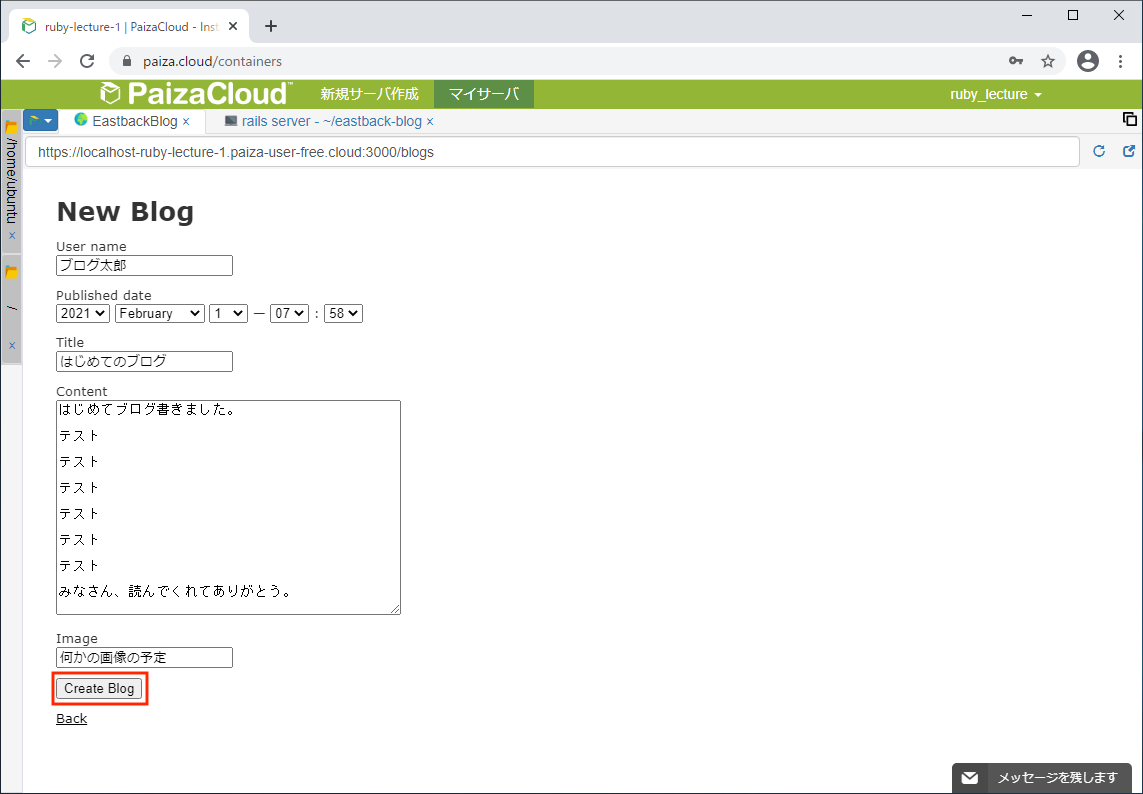 ruby-lecture-1 | PaizaCloud - Inst
paiza.cloud/containers
PaizaCloud™ 新規サーバ作成 マイサーバ ruby_lecture
EastbackBlog × rails server - ~/eastback-blog ×
/home/ubuntu ×
/ ×
https://localhost-ruby-lecture-1.paiza-user-free.cloud:3000/blogs
New Blog
User name
ブログ太郎
Published date
2021 February 1 — 07 : 58
Title
はじめてのブログ
Content
はじめてブログ書きました。
テスト
テスト
テスト
テスト
テスト
テスト
みなさん、読んでくれてありがとう。
Image
何かの画像の予定
Create Blog
Back
メッセージを残します